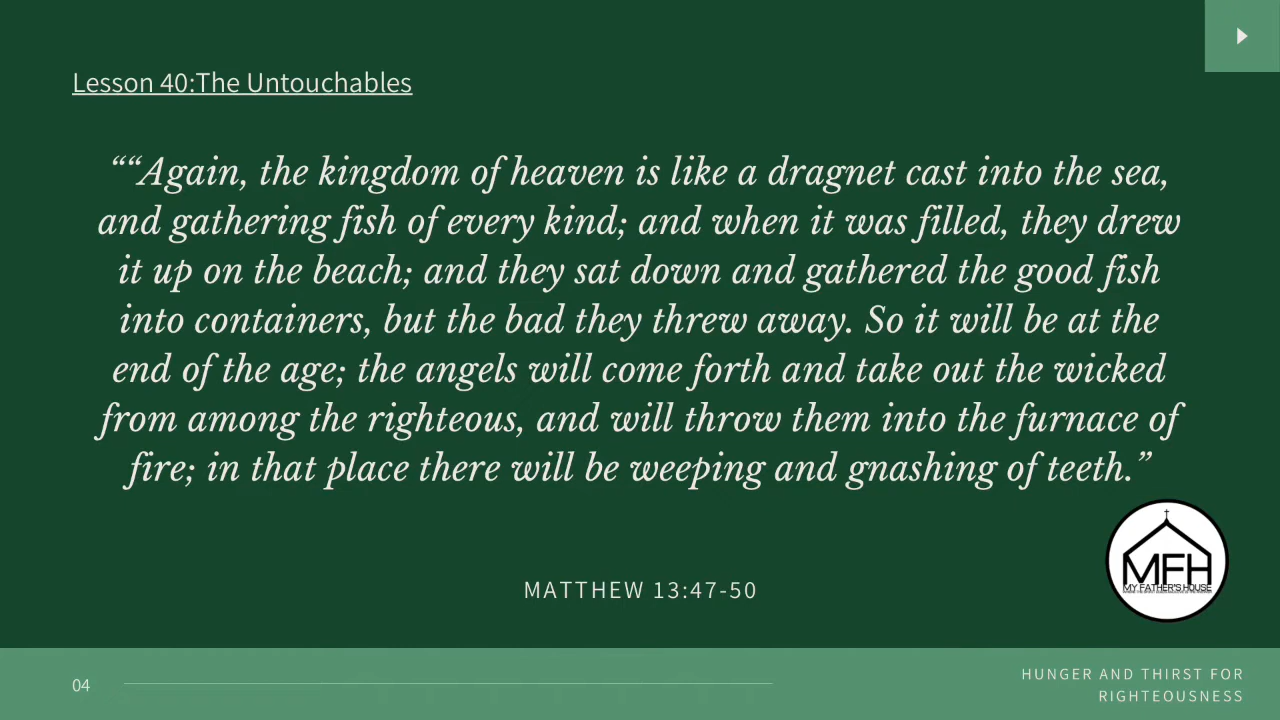 Lesson 40:The Untouchables
““Again, the kingdom of heaven is like a dragnet cast into the sea,
and gathering fish of every kind; and when it was filled, they drew
it up on the beach; and they sat down and gathered the good fish
into containers, but the bad they threw away. So it will be at the
end of the age; the angels will come forth and take out the wicked
from among the righteous, and will throw them into the furnace of
fire; in that place there will be weeping and gnashing of teeth.”
MATTHEW 13:47-50
MFH
MY FATHER'S HOUSE
04
HUNGER AND THIRST FOR
RIGHTEOUSNESS